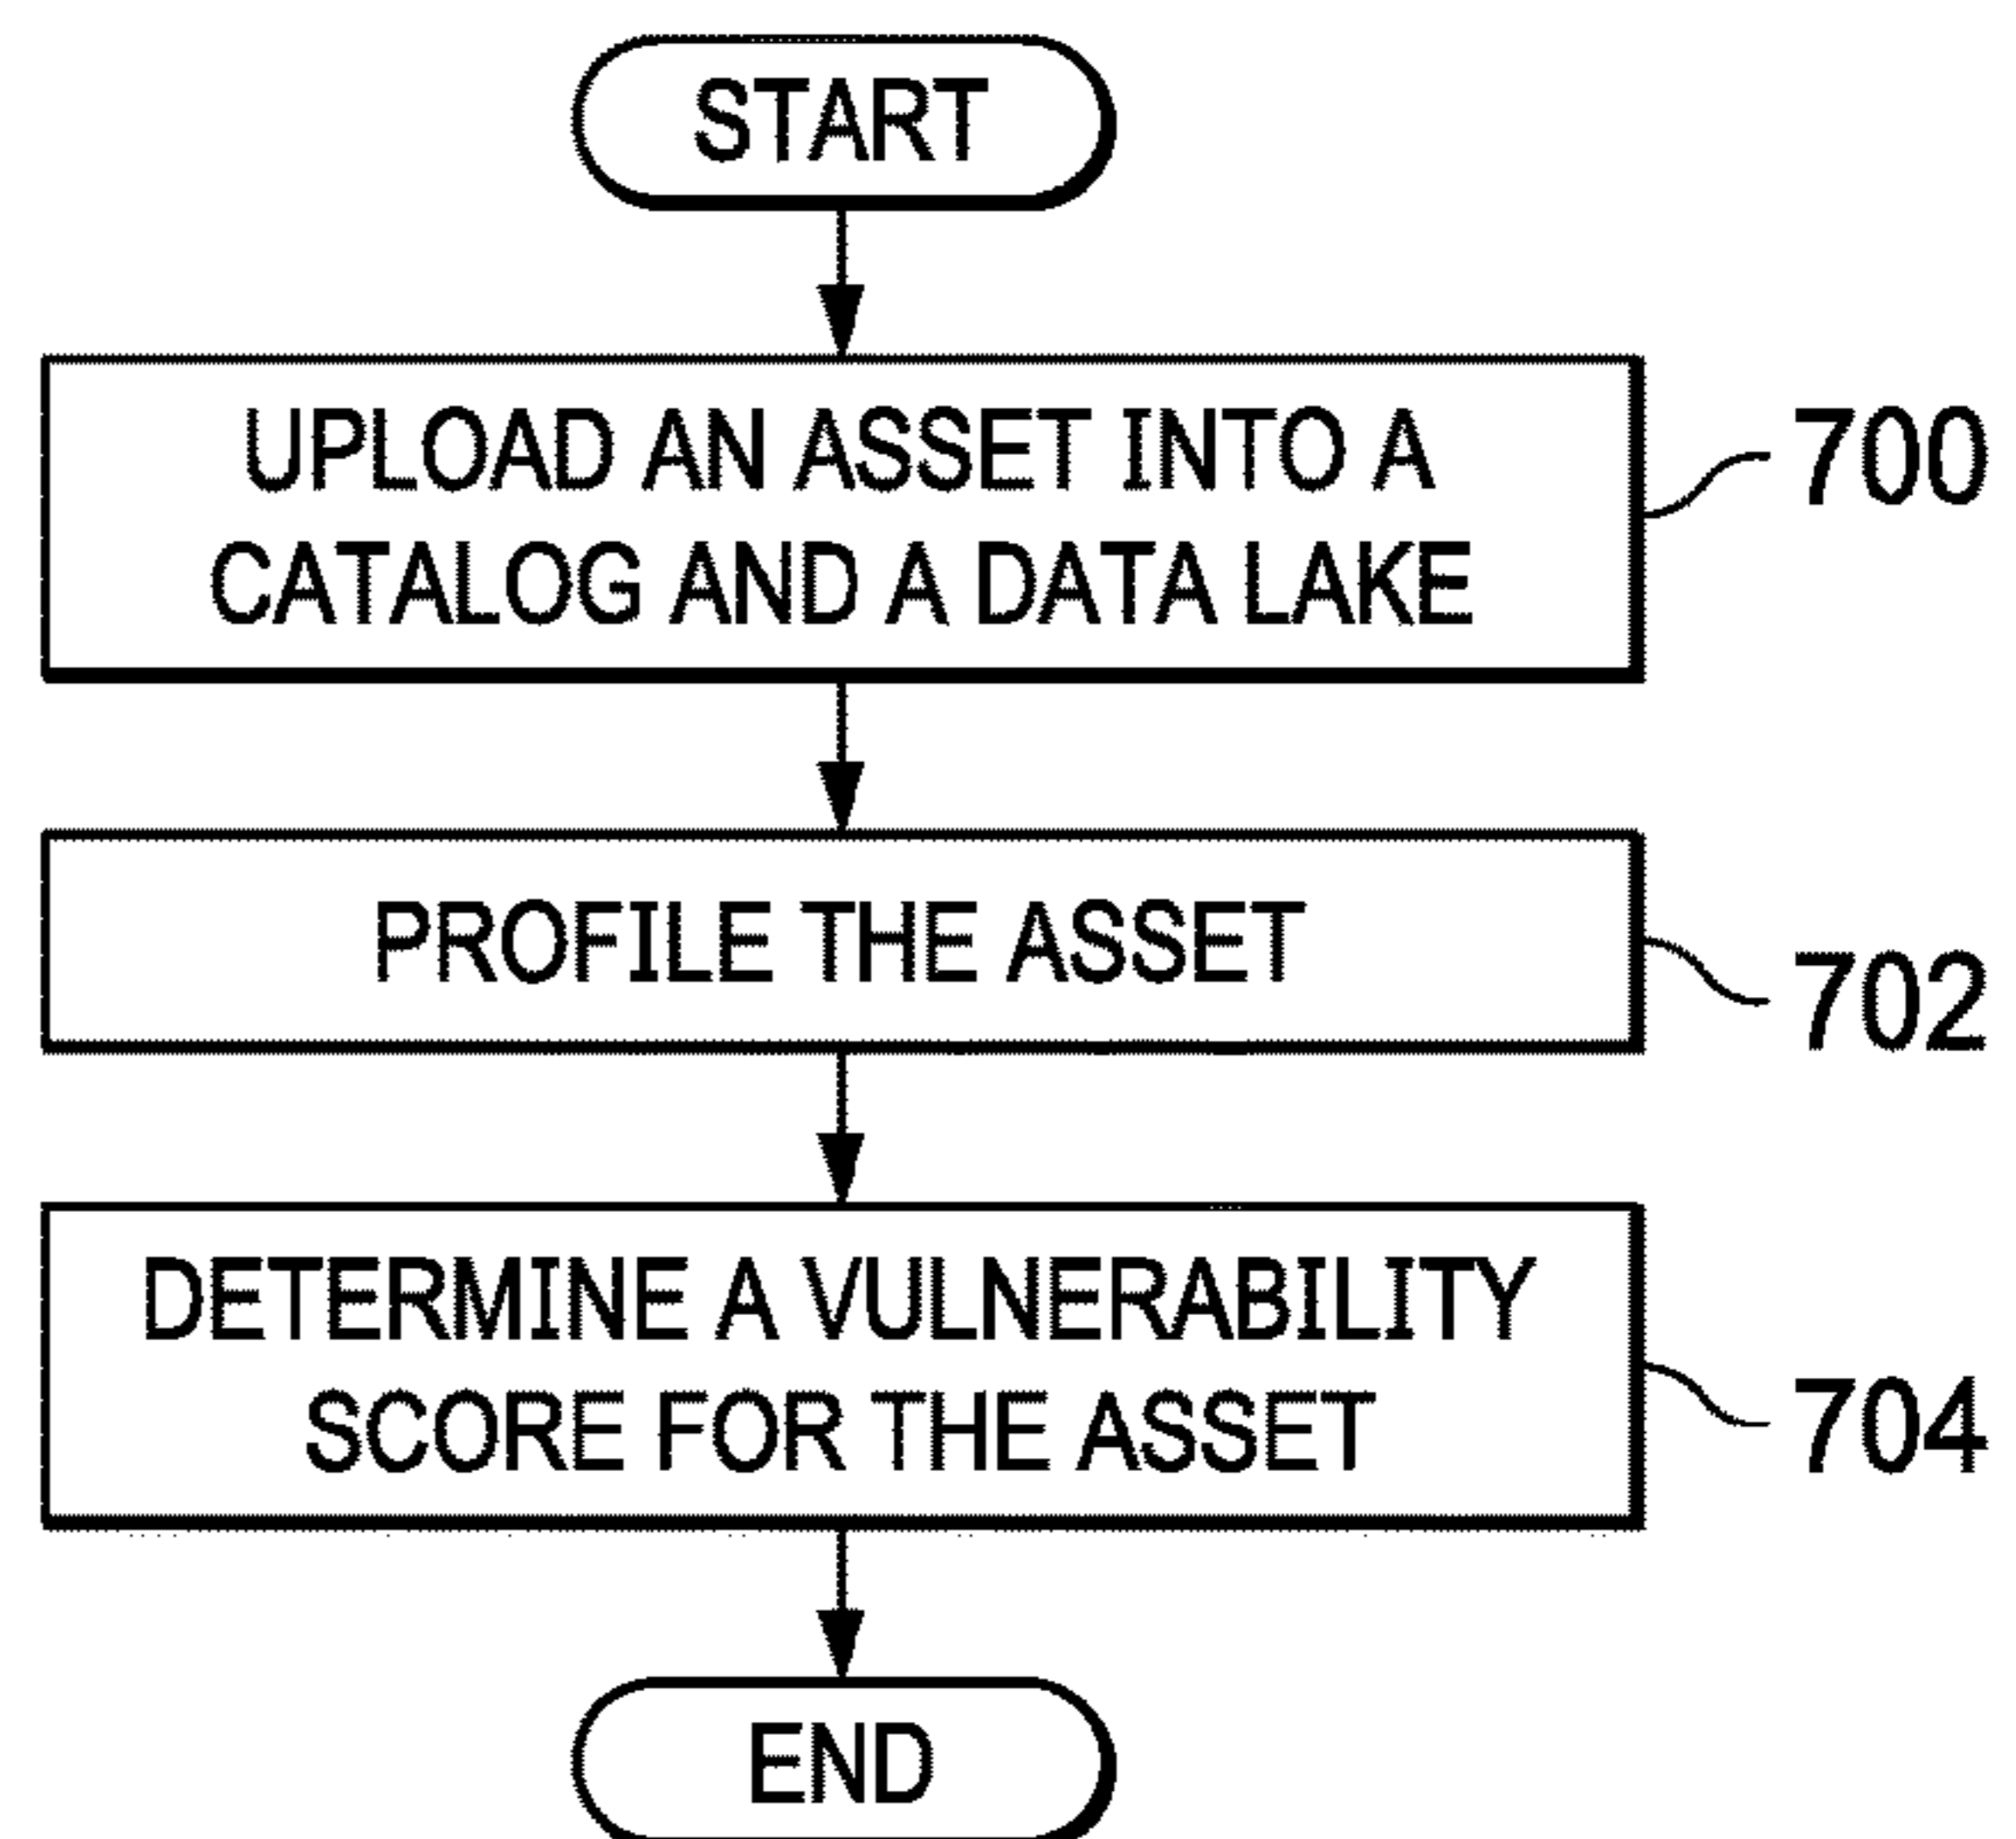 START
UPLOAD AN ASSET INTO A
CATALOG AND A DATA LAKE
700
PROFILE THE ASSET
702
DETERMINE A VULNERABILITY
SCORE FOR THE ASSET
704
END